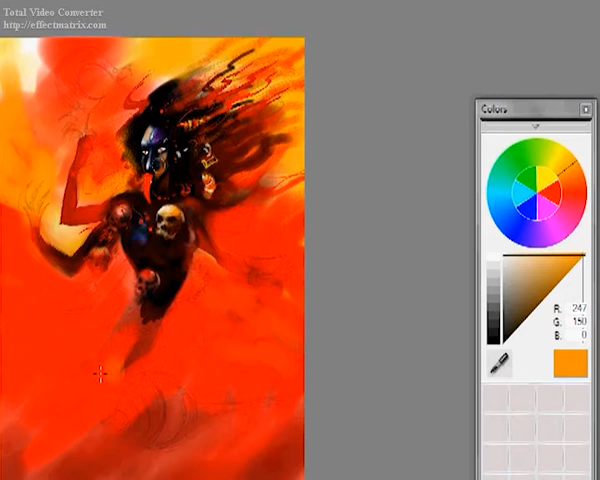 Total Video Converter
http://effectmatrix.com
Colors
R: 247
G: 150
B: 0